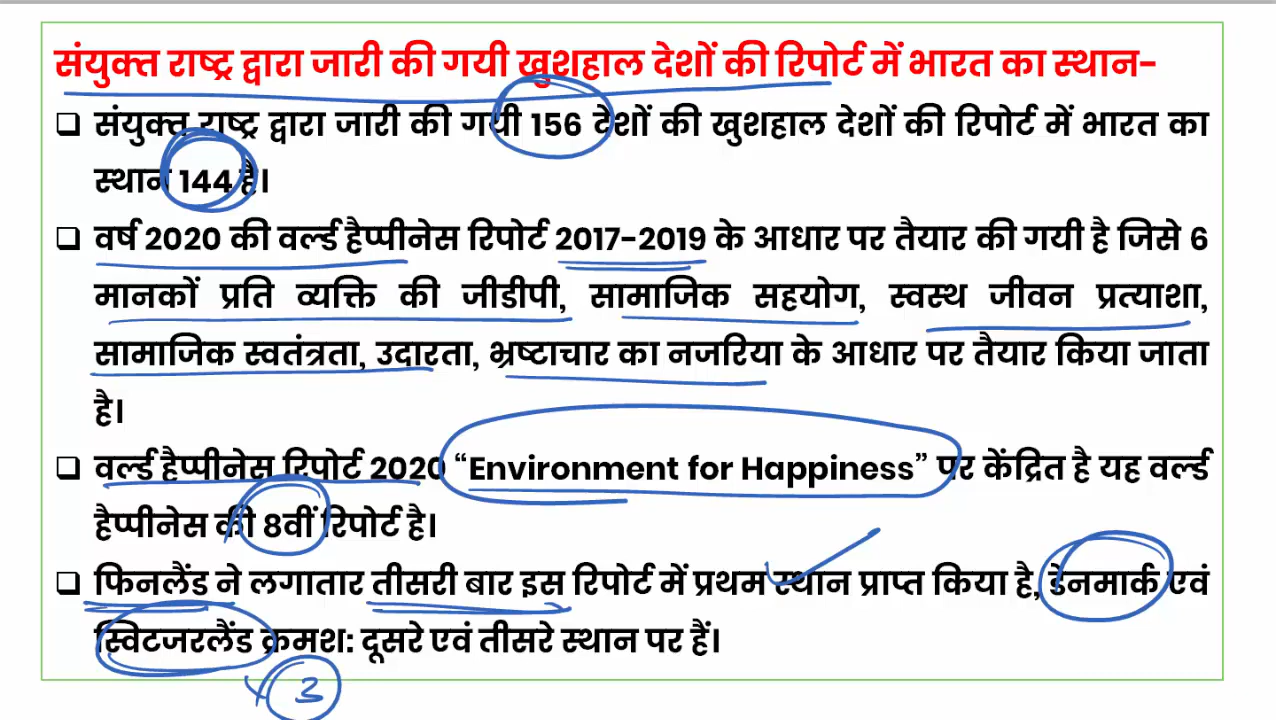 संयुक्त राष्ट्र द्वारा जारी की गयी खुशहाल देशों की रिपोर्ट में भारत का स्थान-
❑ संयुक्त राष्ट्र द्वारा जारी की गयी 156 देशों की खुशहाल देशों की रिपोर्ट में भारत का
स्थान 144 है।
❑ वर्ष 2020 की वर्ल्ड हैप्पीनेस रिपोर्ट 2017-2019 के आधार पर तैयार की गयी है जिसे 6
मानकों प्रति व्यक्ति की जीडीपी, सामाजिक सहयोग, स्वस्थ जीवन प्रत्याशा,
सामाजिक स्वतंत्रता, उदारता, भ्रष्टाचार का नजरिया के आधार पर तैयार किया जाता
है।
❑ वर्ल्ड हैप्पीनेस रिपोर्ट 2020 “Environment for Happiness” पर केंद्रित है यह वर्ल्ड
हैप्पीनेस की 8वीं रिपोर्ट है।
❑ फिनलैंड ने लगातार तीसरी बार इस रिपोर्ट में प्रथम स्थान प्राप्त किया है, डेनमार्क एवं
स्विटजरलैंड क्रमश: दूसरे एवं तीसरे स्थान पर हैं।
3